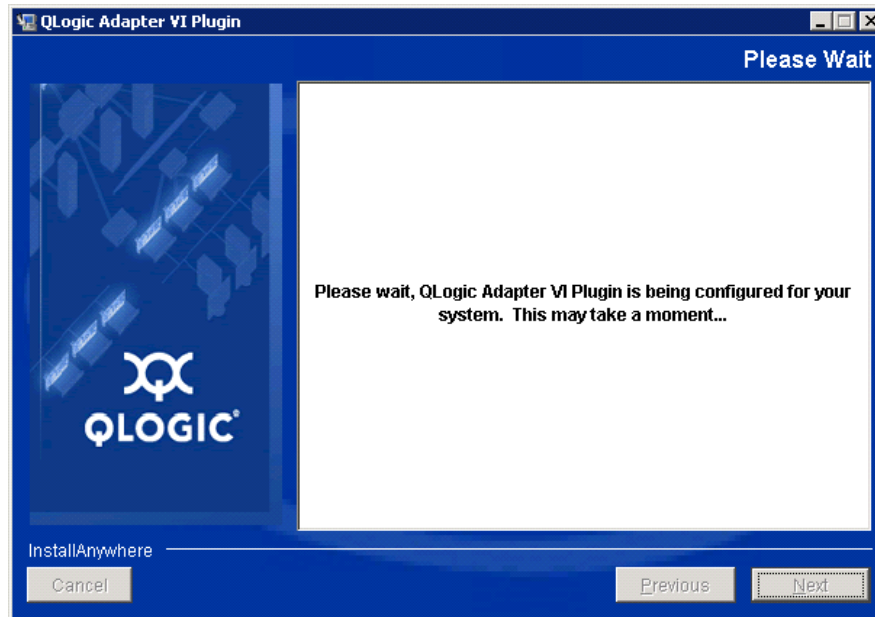 QLogic Adapter VI Plugin
Please Wait
Please wait, QLogic Adapter VI Plugin is being configured for your
system. This may take a moment...
QLOGIC®
InstallAnywhere
Cancel
Previous
Next